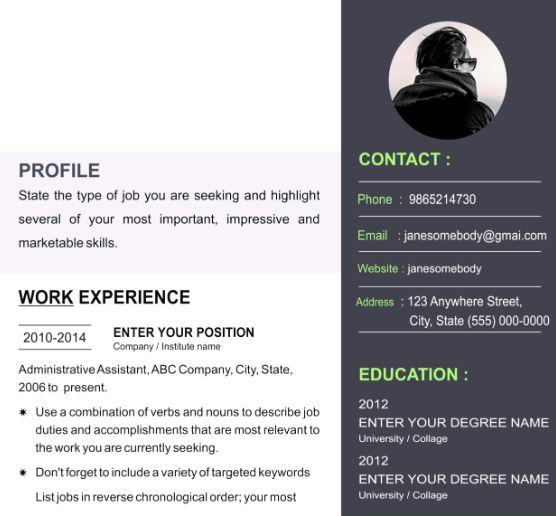 PROFILE
State the type of job you are seeking and highlight
several of your most important, impressive and
marketable skills.
WORK EXPERIENCE
2010-2014
ENTER YOUR POSITION
Company / Institute name
Administrative Assistant, ABC Company, City, State,
2006 to present.
✷ Use a combination of verbs and nouns to describe job
duties and accomplishments that are most relevant to
the work you are currently seeking.
✷ Don't forget to include a variety of targeted keywords
List jobs in reverse chronological order; your most
CONTACT :
Phone : 9865214730
Email : janesomebody@gmai.com
Website : janesomebody
Address : 123 Anywhere Street,
City, State (555) 000-0000
EDUCATION :
2012
ENTER YOUR DEGREE NAME
University / Collage
2012
ENTER YOUR DEGREE NAME
University / Collage